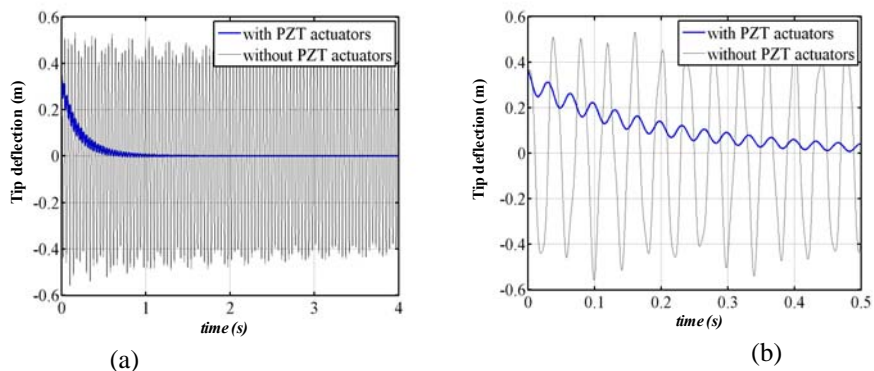 0.6
0.4
0.2
0
-0.2
-0.4
-0.6
Tip deflection (m)
with PZT actuators
without PZT actuators
0 1 2 3 4
time (s)
(a)
0.6
0.4
0.2
0
-0.2
-0.4
-0.6
Tip deflection (m)
with PZT actuators
without PZT actuators
0 0.1 0.2 0.3 0.4 0.5
time (s)
(b)